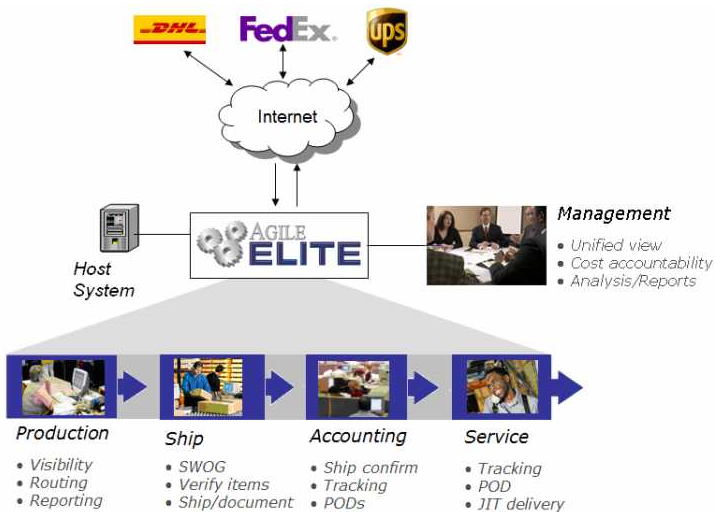 DHL
FedEx.
ups
Internet
AGILE
ELITE
Host
System
Management
• Unified view
• Cost accountability
• Analysis/Reports
Production
• Visibility
• Routing
• Reporting
Ship
• SWOG
• Verify items
• Ship/document
Accounting
• Ship confirm
• Tracking
• PODs
Service
• Tracking
• POD
• JIT delivery